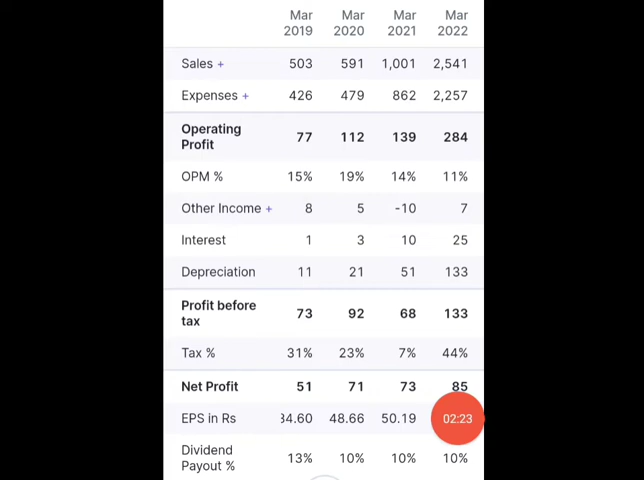 Mar Mar Mar Mar
2019 2020 2021 2022
Sales + 503 591 1,001 2,541
Expenses + 426 479 862 2,257
Operating
Profit 77 112 139 284
OPM % 15% 19% 14% 11%
Other Income + 8 5 -10 7
Interest 1 3 10 25
Depreciation 11 21 51 133
Profit before
tax 73 92 68 133
Tax % 31% 23% 7% 44%
Net Profit 51 71 73 85
EPS in Rs 34.60 48.66 50.19 02:23
Dividend
Payout % 13% 10% 10% 10%